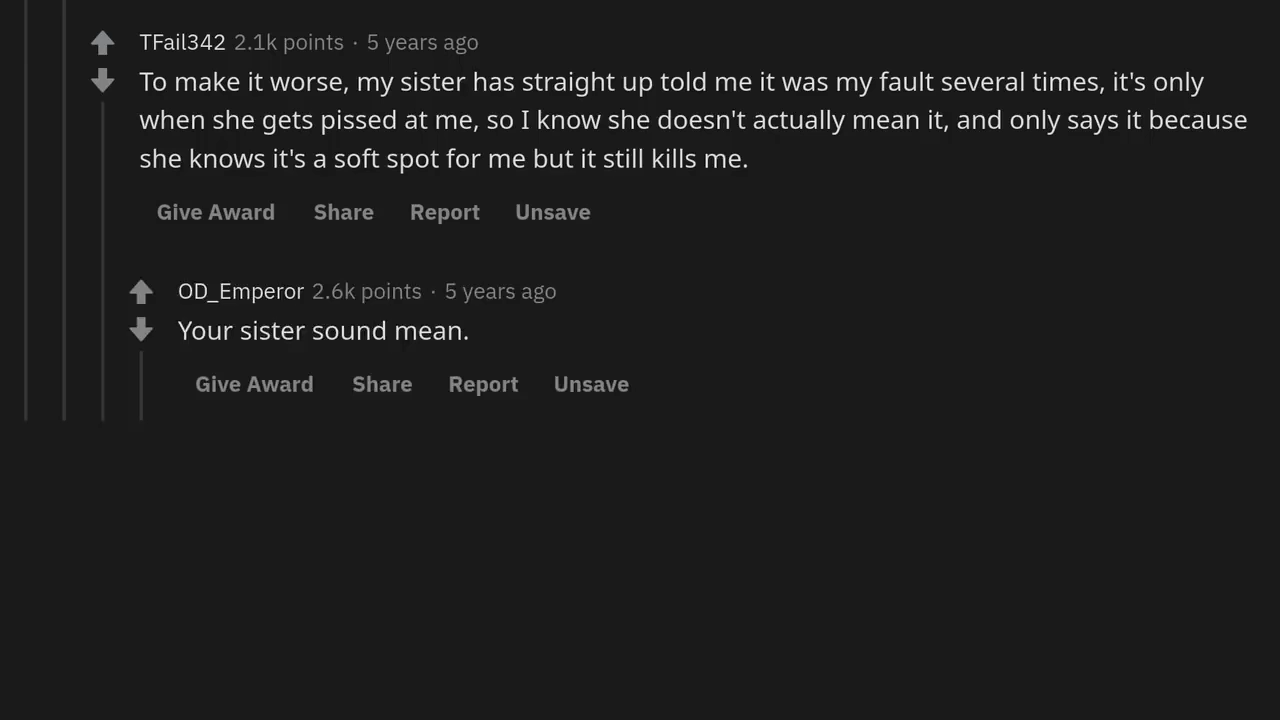 TFail342 2.1k points · 5 years ago
To make it worse, my sister has straight up told me it was my fault several times, it's only
when she gets pissed at me, so I know she doesn't actually mean it, and only says it because
she knows it's a soft spot for me but it still kills me.
Give Award Share Report Unsave
OD_Emperor 2.6k points · 5 years ago
Your sister sound mean.
Give Award Share Report Unsave